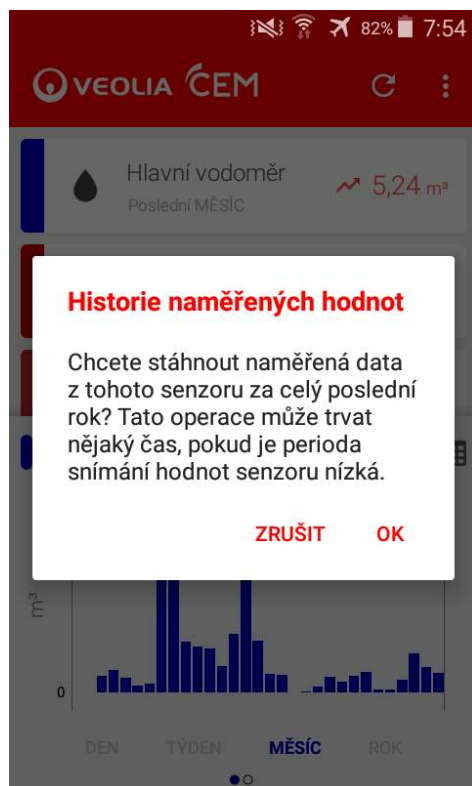 82% 7:54
VEOLIA ČEM
Hlavní vodoměr
5,24 m³
Poslední MĚSÍC
Historie naměřených hodnot
Chcete stáhnout naměřená data
z tohoto senzoru za celý poslední
rok? Tato operace může trvat
nějaký čas, pokud je perioda
snímání hodnot senzoru nízká.
ZRUŠIT OK
m³
0
DEN TÝDEN MĚSÍC ROK